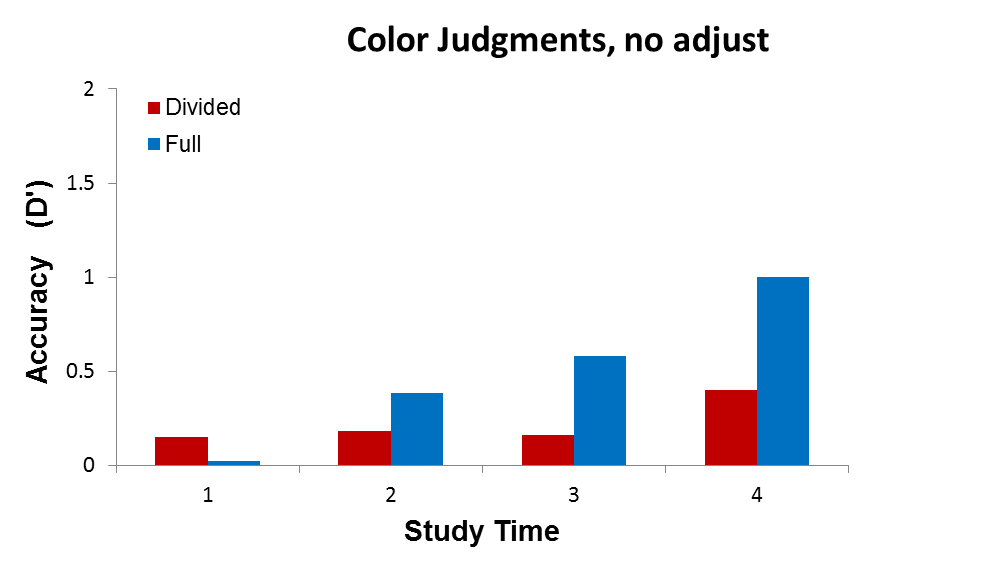 Color Judgments, no adjust
2
Divided
Full
1.5
1
0.5
0
Accuracy (D')
1 2 3 4
Study Time